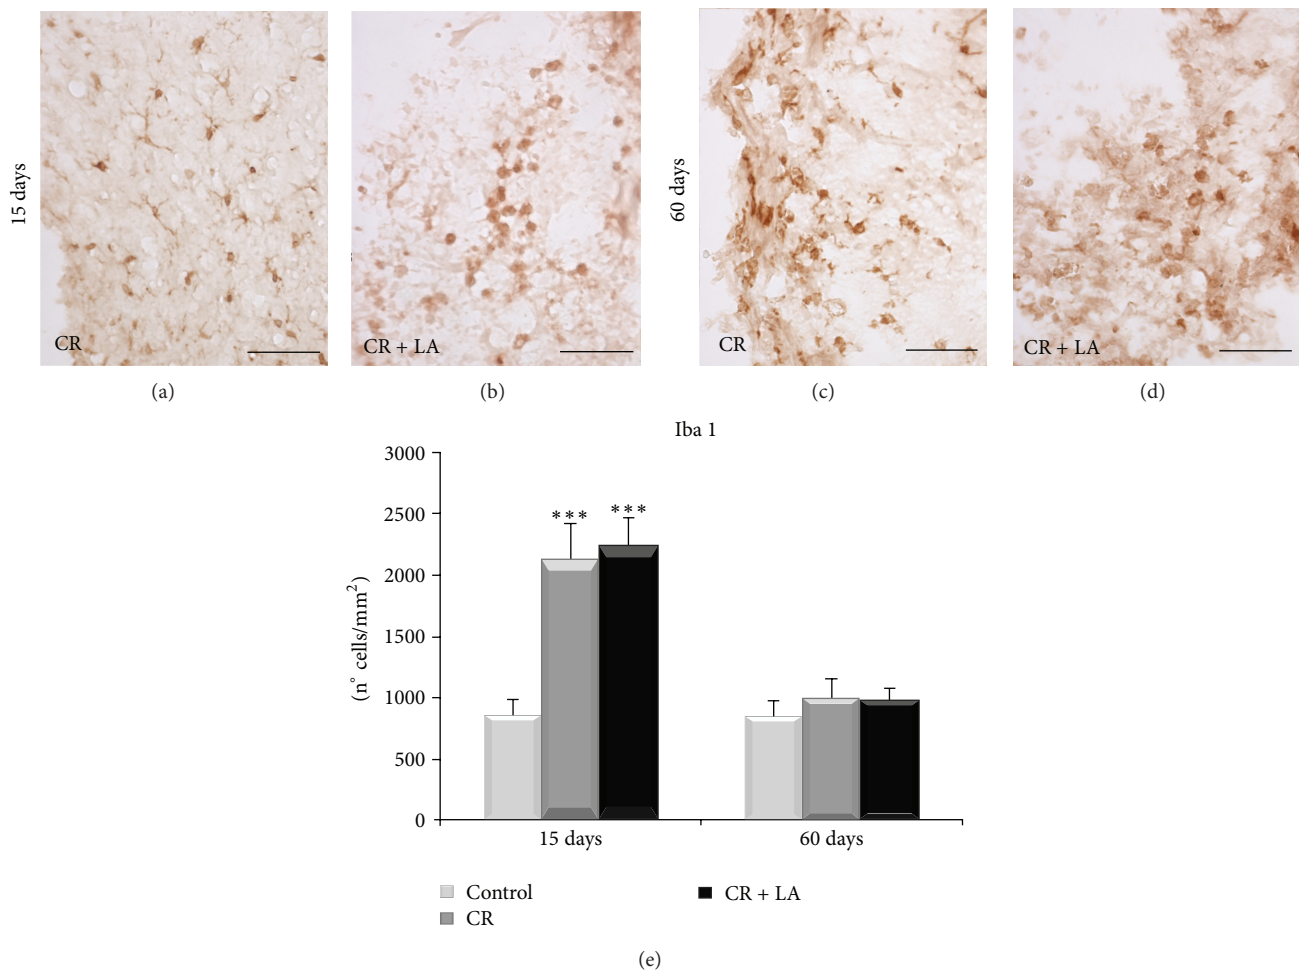 15 days
CR
CR + LA
60 days
CR
CR + LA
(a)
(b)
(c)
(d)
Iba 1
3000
2500
2000
1500
1000
500
0
(n° cells/mm²)
***
***
15 days
60 days
Control
CR
CR + LA
(e)